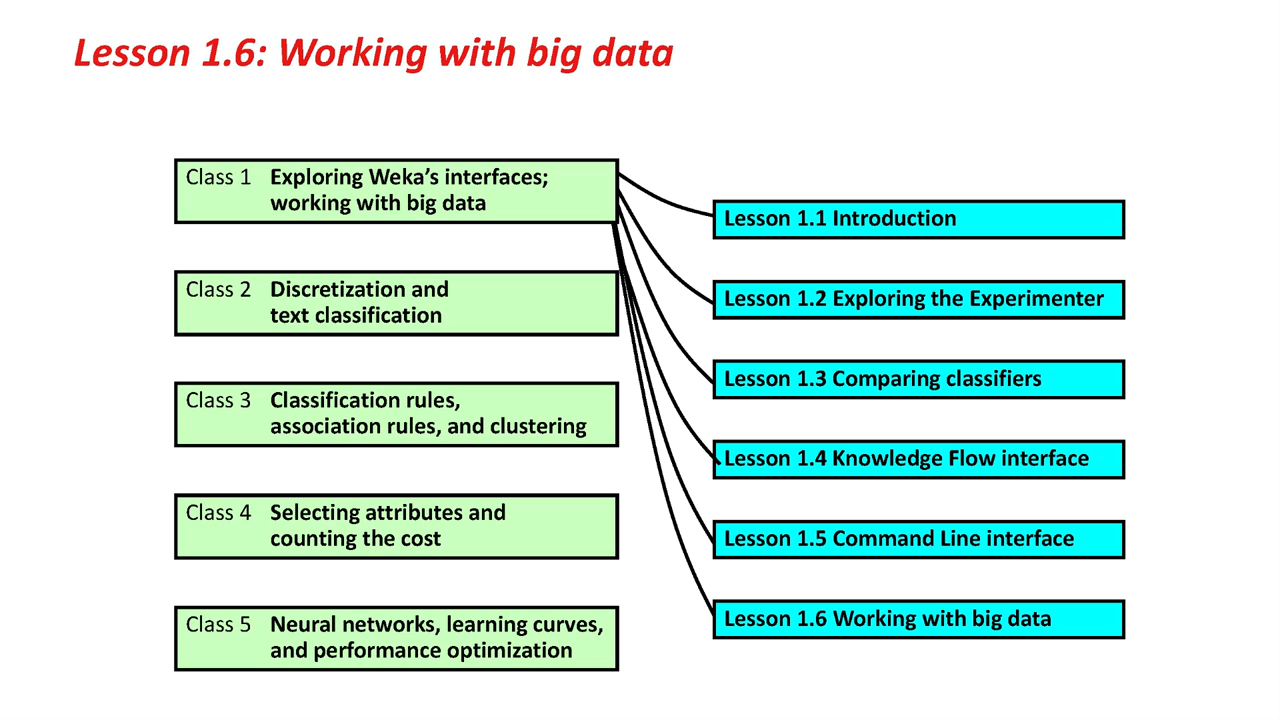 Lesson 1.6: Working with big data
Class 1 Exploring Weka’s interfaces;
working with big data
Class 2 Discretization and
text classification
Class 3 Classification rules,
association rules, and clustering
Class 4 Selecting attributes and
counting the cost
Class 5 Neural networks, learning curves,
and performance optimization
Lesson 1.1 Introduction
Lesson 1.2 Exploring the Experimenter
Lesson 1.3 Comparing classifiers
Lesson 1.4 Knowledge Flow interface
Lesson 1.5 Command Line interface
Lesson 1.6 Working with big data